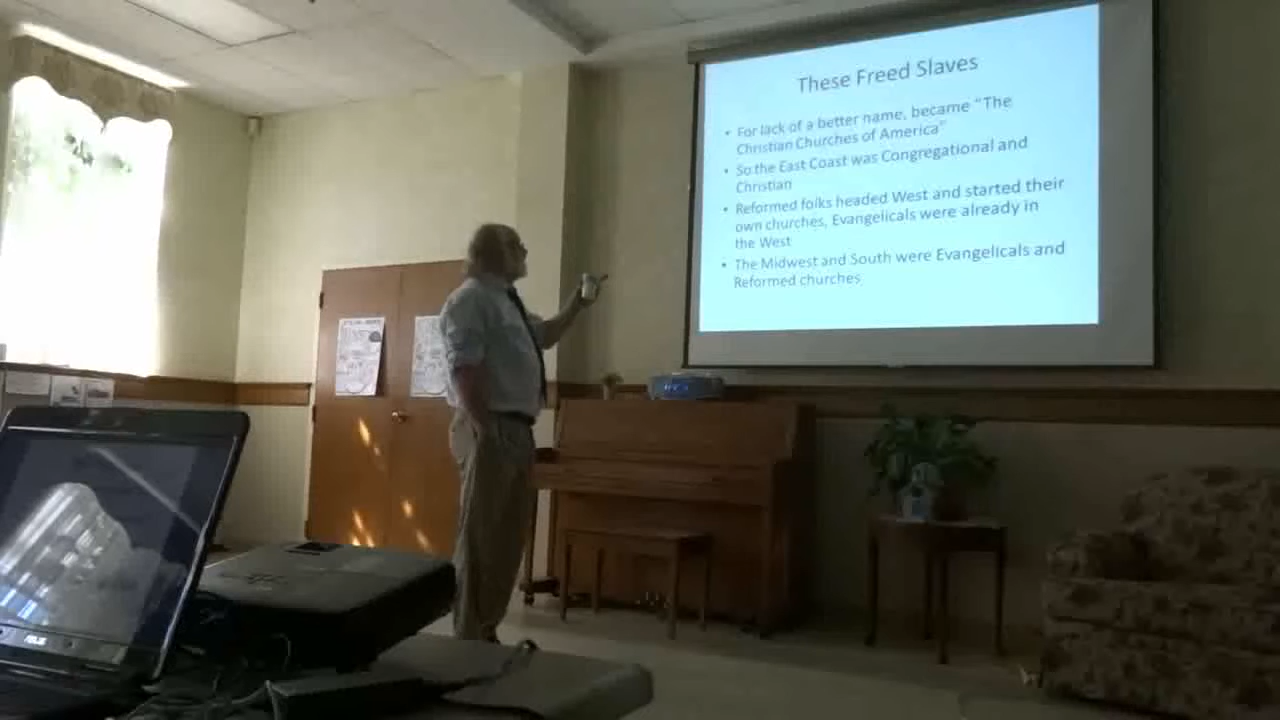 These Freed Slaves
• For lack of a better name, became “The
Christian Churches of America”
• So the East Coast was Congregational and
Christian
• Reformed folks headed West and started their
own churches, Evangelicals were already in
the West
• The Midwest and South were Evangelicals and
Reformed churches
ASUS